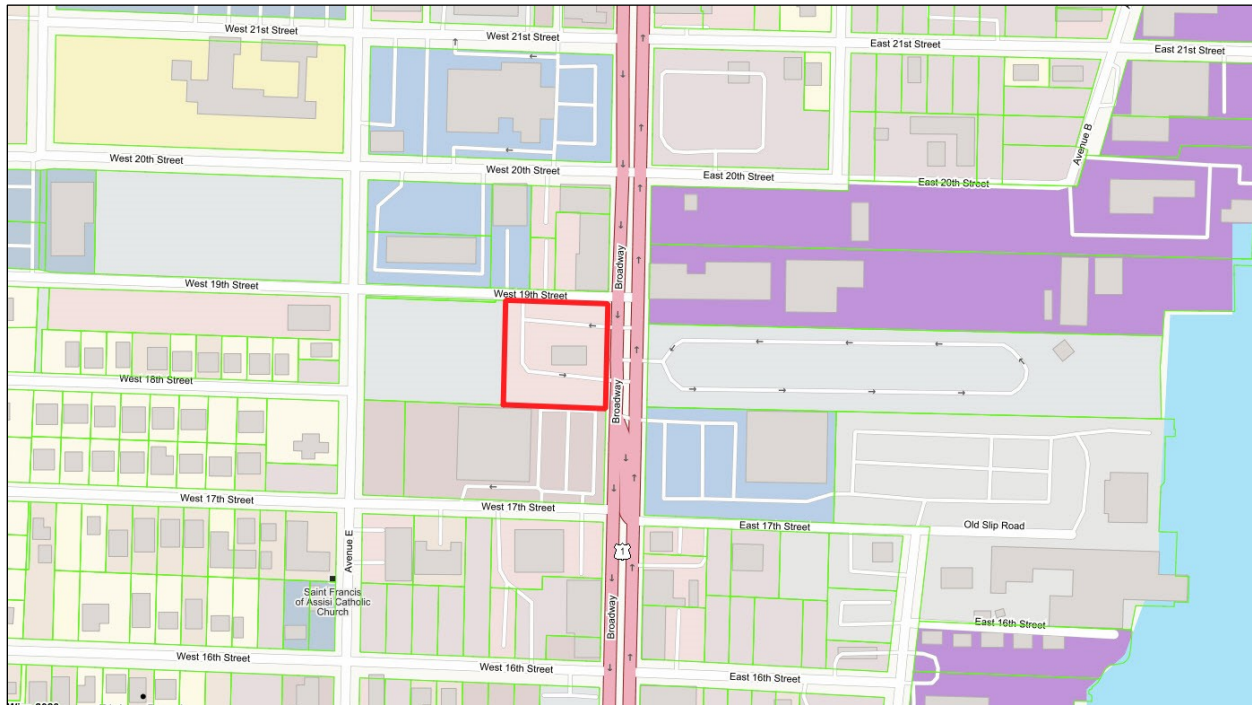 West 21st Street
West 21st Street
East 21st Street
East 21st Street
Avenue B
West 20th Street
West 20th Street
East 20th Street
East 20th Street
Broadway
West 19th Street
West 19th Street
West 18th Street
Broadway
West 17th Street
West 17th Street
East 17th Street
Old Slip Road
Avenue E
1
Saint Francis
of Assisi Catholic
Church
Broadway
East 16th Street
West 16th Street
West 16th Street
East 16th Street